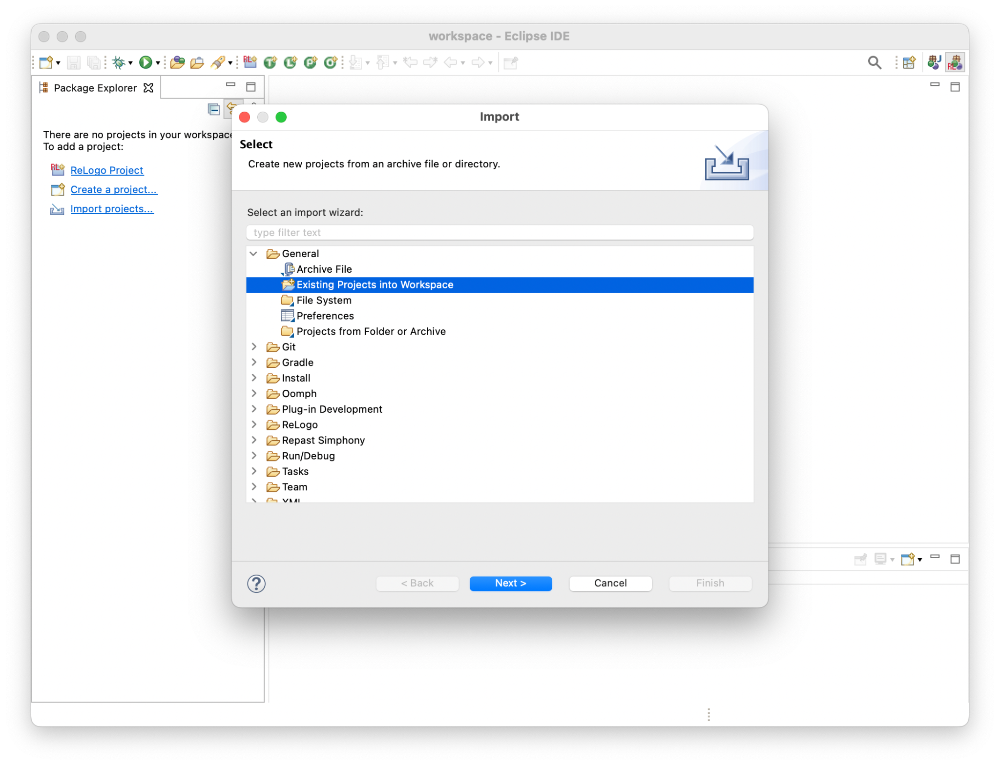 workspace - Eclipse IDE
Package Explorer
There are no projects in your workspace
To add a project:
ReLogo Project
Create a project...
Import projects...
Import
Select
Create new projects from an archive file or directory.
Select an import wizard:
type filter text
General
Archive File
Existing Projects into Workspace
File System
Preferences
Projects from Folder or Archive
Git
Gradle
Install
Oomph
Plug-in Development
ReLogo
Repast Simphony
Run/Debug
Tasks
Team
XML
< Back
Next >
Cancel
Finish